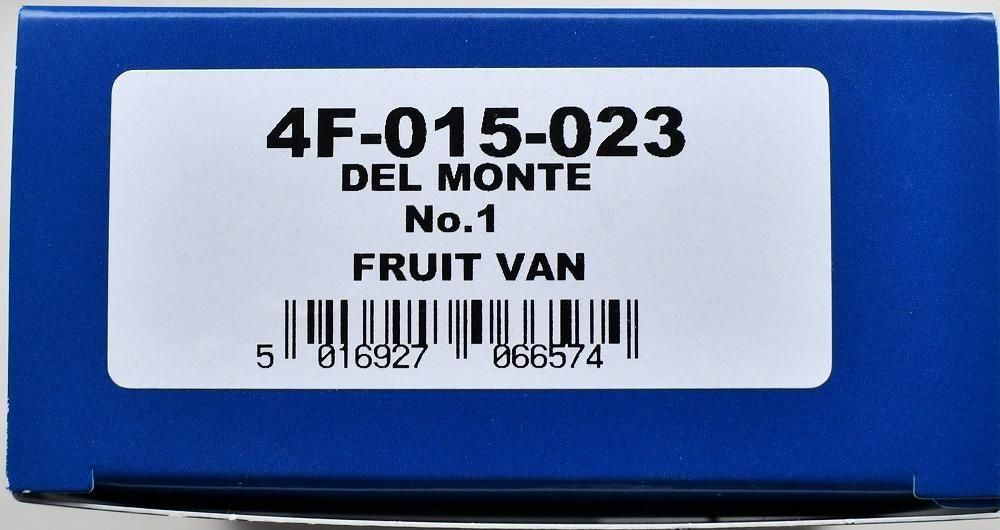 4F-015-023
DEL MONTE
No.1
FRUIT VAN
5 016927 066574